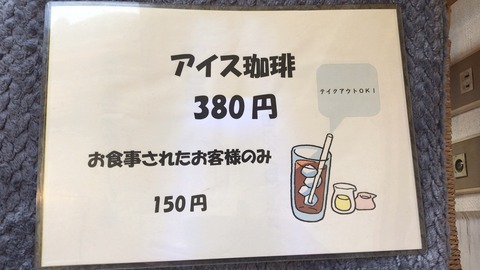 アイス珈琲
380円
テイクアウトOK!
お食事されたお客様のみ
150円